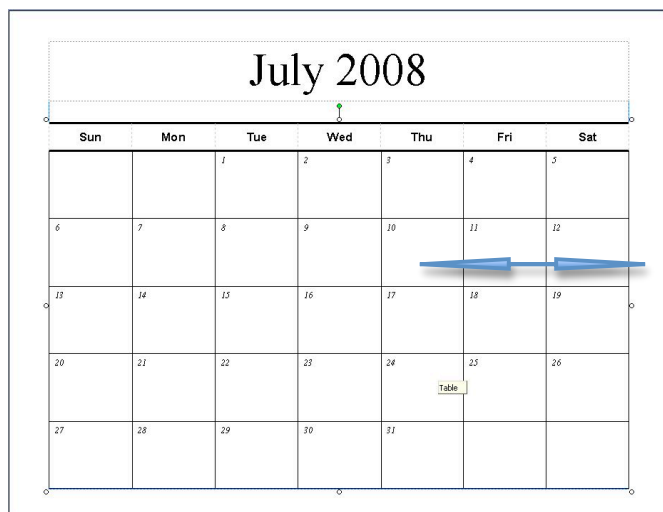 July 2008
Sun Mon Tue Wed Thu Fri Sat
1 2 3 4 5
6 7 8 9 10 11 12
13 14 15 16 17 18 19
20 21 22 23 24 25 26
Table
27 28 29 30 31